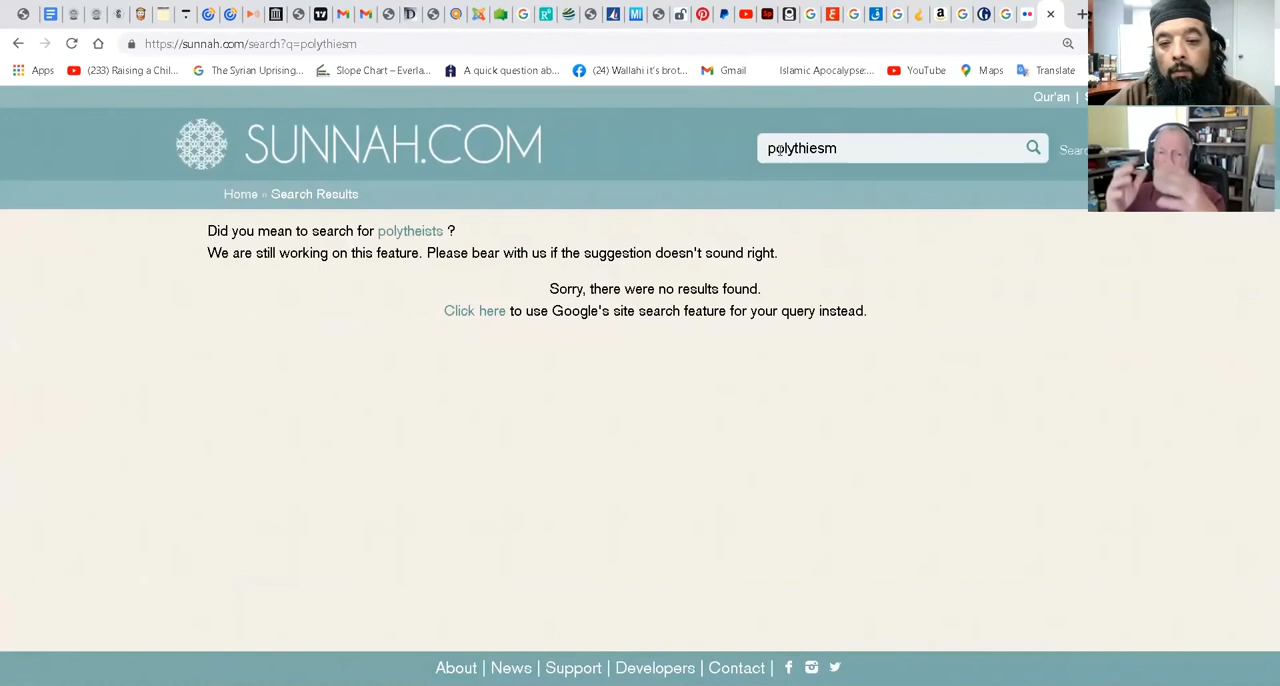 https://sunnah.com/search?q=polythiesm
Apps (233) Raising a Chil... The Syrian Uprising... Slope Chart – Everla... A quick question ab... (24) Wallahi it's brot... Gmail Islamic Apocalypse:... YouTube Maps Translate
Qur'an |
SUNNAH.COM
polythiesm
Home » Search Results
Did you mean to search for polytheists ?
We are still working on this feature. Please bear with us if the suggestion doesn't sound right.
Sorry, there were no results found.
Click here to use Google's site search feature for your query instead.
About | News | Support | Developers | Contact |